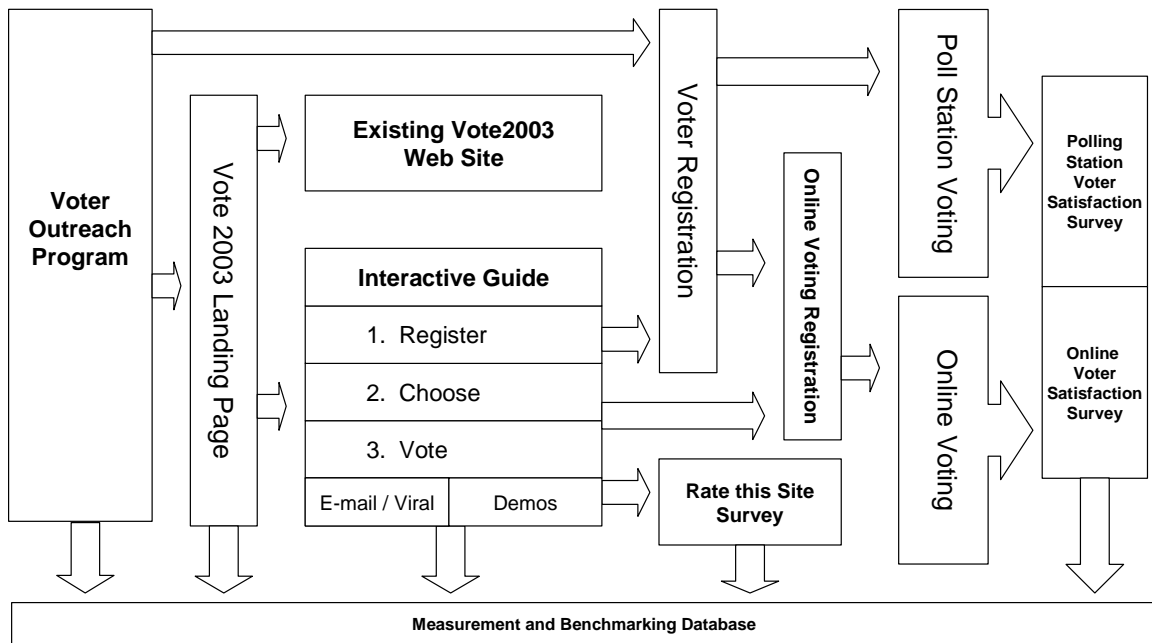 Voter
Outreach
Program
Vote 2003 Landing Page
Existing Vote2003
Web Site
Interactive Guide
1. Register
2. Choose
3. Vote
E-mail / Viral
Demos
Voter Registration
Online Voting Registration
Rate this Site
Survey
Poll Station Voting
Online Voting
Polling
Station
Voter
Satisfaction
Survey
Online
Voter
Satisfaction
Survey
Measurement and Benchmarking Database